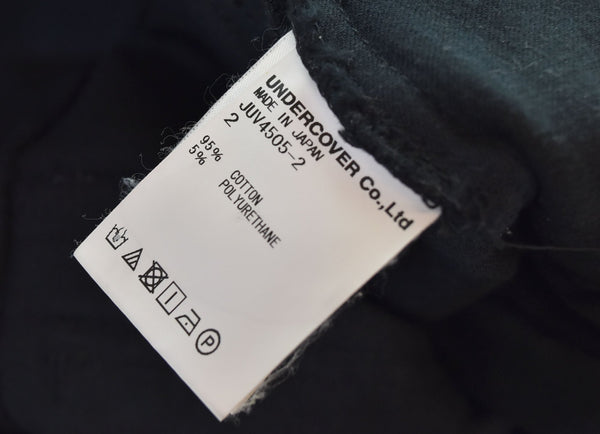 UNDERCOVER Co.,Ltd
MADE IN JAPAN
JUV4505-2
2
95% COTTON
5% POLYURETHANE
P